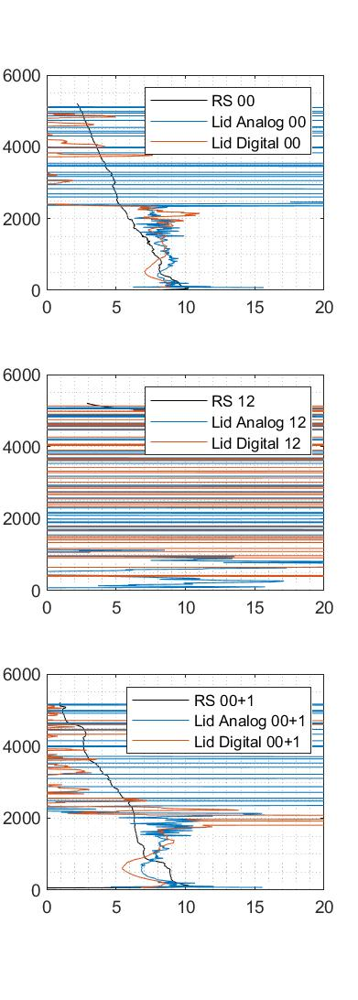 6000
4000
2000
0
RS 00
Lid Analog 00
Lid Digital 00
0 5 10 15 20
6000
4000
2000
0
RS 12
Lid Analog 12
Lid Digital 12
0 5 10 15 20
6000
4000
2000
0
RS 00+1
Lid Analog 00+1
Lid Digital 00+1
0 5 10 15 20